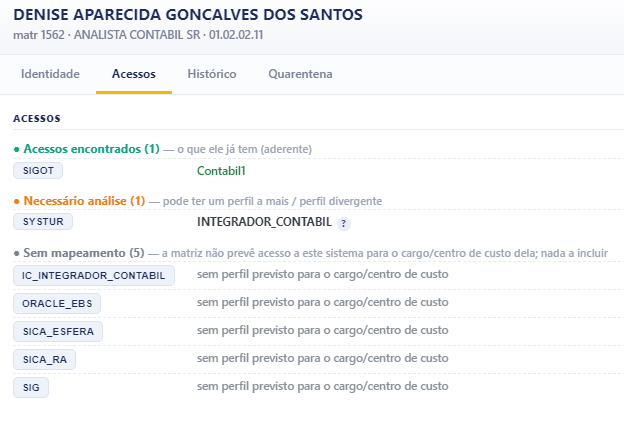 DENISE APARECIDA GONCALVES DOS SANTOS
matr 1562 · ANALISTA CONTABIL SR · 01.02.02.11
Identidade Acessos Histórico Quarentena
ACESSOS
● Acessos encontrados (1) — o que ele já tem (aderente)
SIGOT Contabil1
● Necessário análise (1) — pode ter um perfil a mais / perfil divergente
SYSTUR INTEGRADOR_CONTABIL ?
● Sem mapeamento (5) — a matriz não prevê acesso a este sistema para o cargo/centro de custo dela; nada a incluir
IC_INTEGRADOR_CONTABIL sem perfil previsto para o cargo/centro de custo
ORACLE_EBS sem perfil previsto para o cargo/centro de custo
SICA_ESFERA sem perfil previsto para o cargo/centro de custo
SICA_RA sem perfil previsto para o cargo/centro de custo
SIG sem perfil previsto para o cargo/centro de custo